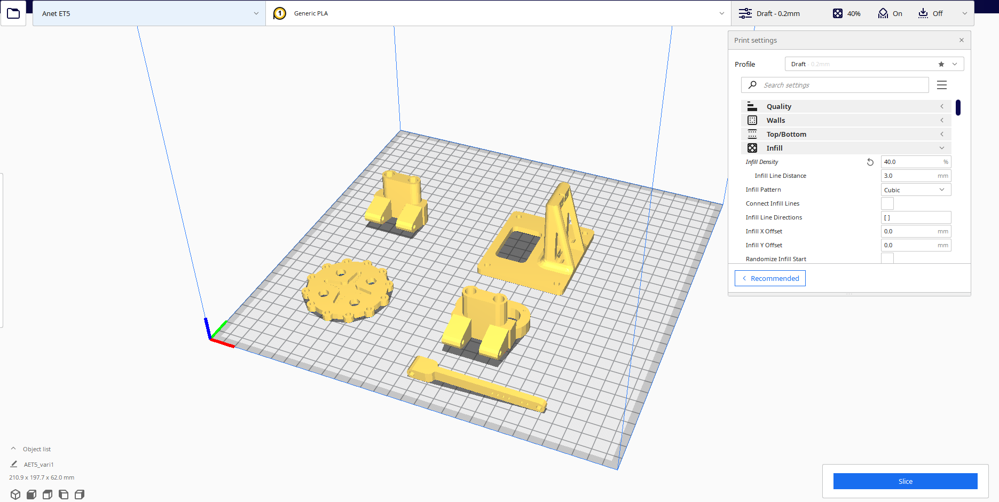 Anet ET5
1
Generic PLA
Draft - 0.2mm
40%
On
Off
Print settings
Profile
Draft - 0.2mm
Search settings
Quality
Walls
Top/Bottom
Infill
Infill Density
40.0 %
Infill Line Distance
3.0 mm
Infill Pattern
Cubic
Connect Infill Lines
Infill Line Directions
[ ]
Infill X Offset
0.0 mm
Infill Y Offset
0.0 mm
Randomize Infill Start
Recommended
Object list
AET5_vari1
210.9 x 197.7 x 62.0 mm
Slice